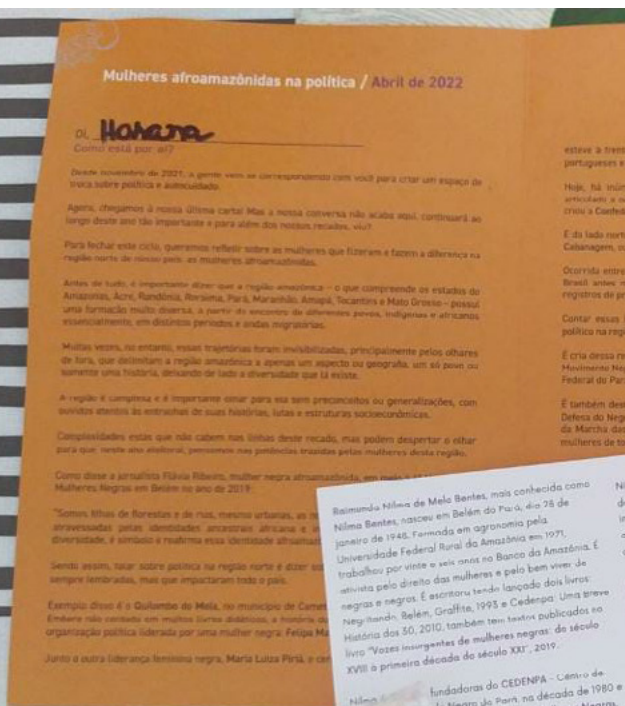 Mulheres afroamazônidas na política / Abril de 2022
Oi,
Como está por aí?
Desde novembro de 2021, a gente vem se correspondendo com você para criar um espaço de
troca sobre política e autocuidado.
Agora, chegamos à nossa última carta! Mas a nossa conversa não acaba aqui, continuará ao
longo deste ano tão importante e para além dos nossos recados, viu?
Para fechar este ciclo, queremos refletir sobre as mulheres que fizeram e fazem a diferença na
região norte do nosso país: as mulheres afroamazônidas.
Antes de tudo, é importante dizer que a região amazônica – o que compreende os estados do
Amazonas, Acre, Rondônia, Roraima, Pará, Maranhão, Amapá, Tocantins e Mato Grosso – possui
uma formação muito diversa, a partir do encontro de diferentes povos, indígenas e africanos
essencialmente, em distintos períodos e ondas migratórias.
Muitas vezes, no entanto, essas trajetórias foram invisibilizadas, principalmente pelos olhares
de fora, que delimitam a região amazônica a apenas um aspecto ou geografia, um só povo ou
somente uma história, deixando de lado a diversidade que lá existe.
A região é complexa e é importante olhar para ela sem preconceitos ou generalizações, com
ouvidos atentos às entranhas de suas histórias, lutas e estruturas socioeconômicas.
Complexidades estas que não cabem nas linhas deste recado, mas podem despertar o olhar
para que, neste ano eleitoral, pensemos nas potências trazidas pelas mulheres desta região.
Como disse a jornalista Flávia Ribeiro, mulher negra afroamazônida, em meio
Mulheres Negras em Belém no ano de 2019:
"Somos filhas de florestas e de rios, mesmo urbanas, as
atravessadas pelas identidades ancestrais africana e
diversidade, é símbolo e reafirma essa identidade
Sendo assim, falar sobre política na região norte é dizer
sempre lembradas, mas que impactaram todo o país.
Exemplo disso é o Quilombo do Mola, no município de
Embora não contado em muitos livros didáticos, a história
organização política liderada por uma mulher negra: Felipa
Junto a outra liderança feminina negra, Maria Luiza Piriá, e
esteve à
portugueses e
Hoje, há
articulado a
criou a
E do lado
Cabanagem,
Ocorrida entre
Brasil antes
registros de
Contar essas
político na
É cria dessa
Movimento
Federal do
É também
Defesa do
da Marcha das
mulheres de
Raimunda Nilma de Melo Bentes, mais conhecida como
Nilma Bentes, nasceu em Belém do Pará, dia 28 de
janeiro de 1948. Formada em agronomia pela
Universidade Federal Rural da Amazônia em 1971,
trabalhou por vinte e seis anos no Banco da Amazônia. É
ativista pelo direito das mulheres e pelo bem viver de
negras e negros. É escritora tendo lançado dois livros:
Negritando. Belém, Graffite, 1993 e Cedenpa: Uma breve
História dos 30, 2010, também tem textos publicados no
livro "Vozes insurgentes de mulheres negras: do século
XVIII à primeira década do século XXI", 2019.
Nilma
fundadoras do CEDENPA - Centro de
Negro do Pará, na década de 1980 e